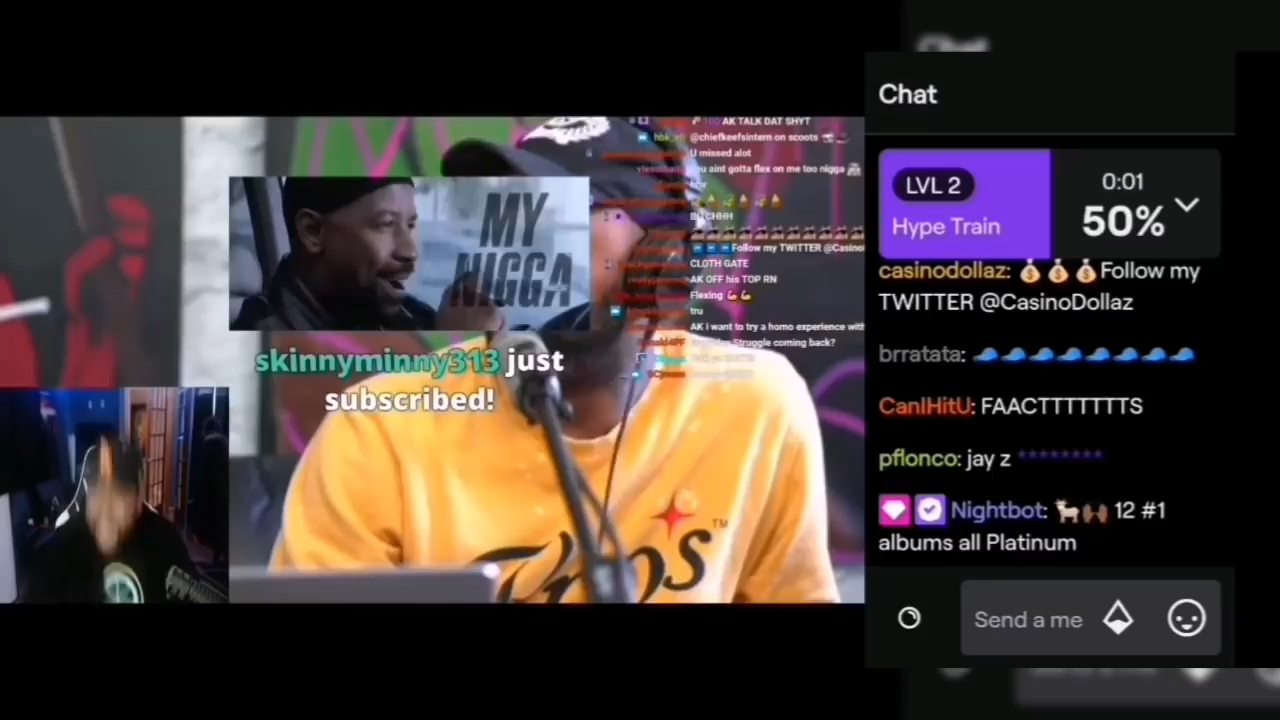 AK TALK DAT SHYT
@chiefkeefsintern on scoots
U missed alot
aint gotta flex on me too nigga
BITCHHH
Follow my TWITTER @Casino
CLOTH GATE
AK OFF his TOP RN
Flexing
tru
AK I want to try a homo experience with
Struggle coming back?
MY
NIGGA
skinnyminny313 just
subscribed!
TM
Chat
LVL 2
Hype Train
0:01
50%
casinodollaz: 💰💰💰Follow my
TWITTER @CasinoDollaz
brratata: 🧢🧢🧢🧢🧢🧢🧢🧢
CanIHitU: FAACTTTTTTTS
pflonco: jay z ********
Nightbot: 🐐🙌🏾 12 #1
albums all Platinum
Send a me